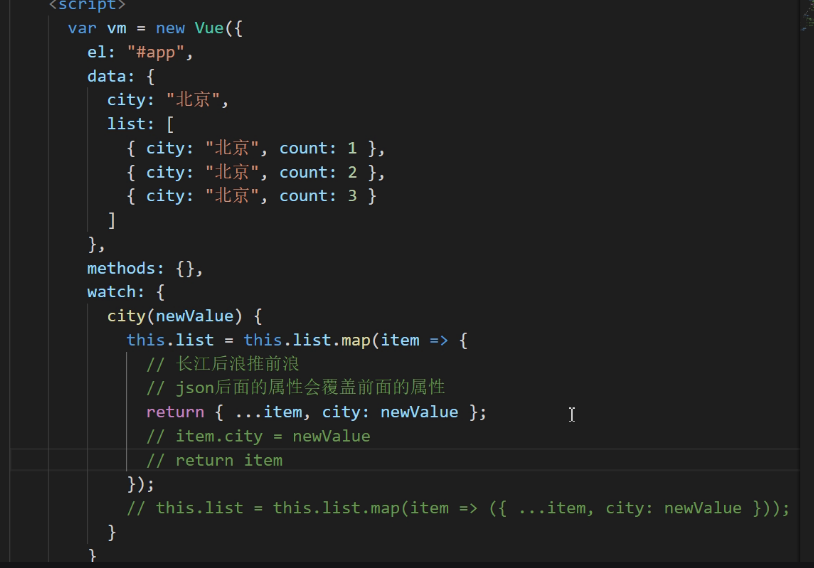 <script>
var vm = new Vue({
el: "#app",
data: {
city: "北京",
list: [
{ city: "北京", count: 1 },
{ city: "北京", count: 2 },
{ city: "北京", count: 3 }
]
},
methods: {},
watch: {
city(newValue) {
this.list = this.list.map(item => {
// 长江后浪推前浪
// json后面的属性会覆盖前面的属性
return { ...item, city: newValue };
// item.city = newValue
// return item
});
// this.list = this.list.map(item => ({ ...item, city: newValue }));
}
}